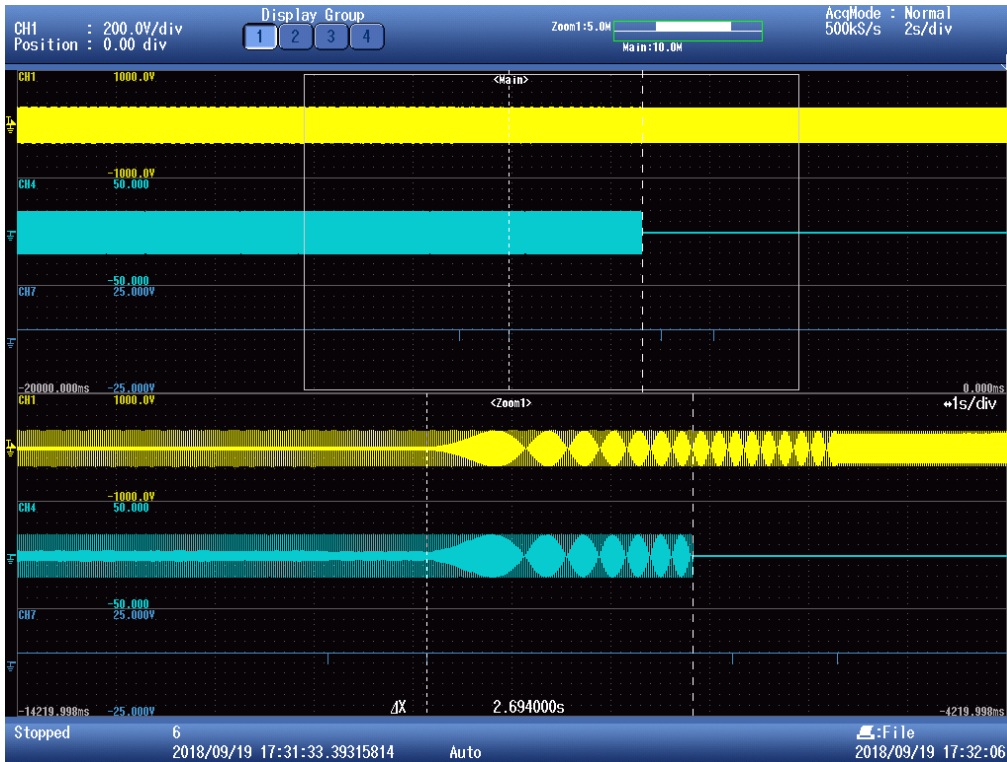 CH1 : 200.0V/div
Position : 0.00 div
Display Group
1 2 3 4
Zoom1:5.0M
Main:10.0M
AcqMode : Normal
500kS/s 2s/div
CH1 1000.0V
<Main>
-1000.0V
CH4 50.000
-50.000
CH7 25.000V
-20000.000ms -25.000V 0.000ms
CH1 1000.0V
<Zoom1>
↔1s/div
-1000.0V
CH4 50.000
-50.000
CH7 25.000V
-14219.998ms -25.000V
ΔX 2.694000s
-4219.998ms
Stopped 6
2018/09/19 17:31:33.39315814 Auto
:File
2018/09/19 17:32:06